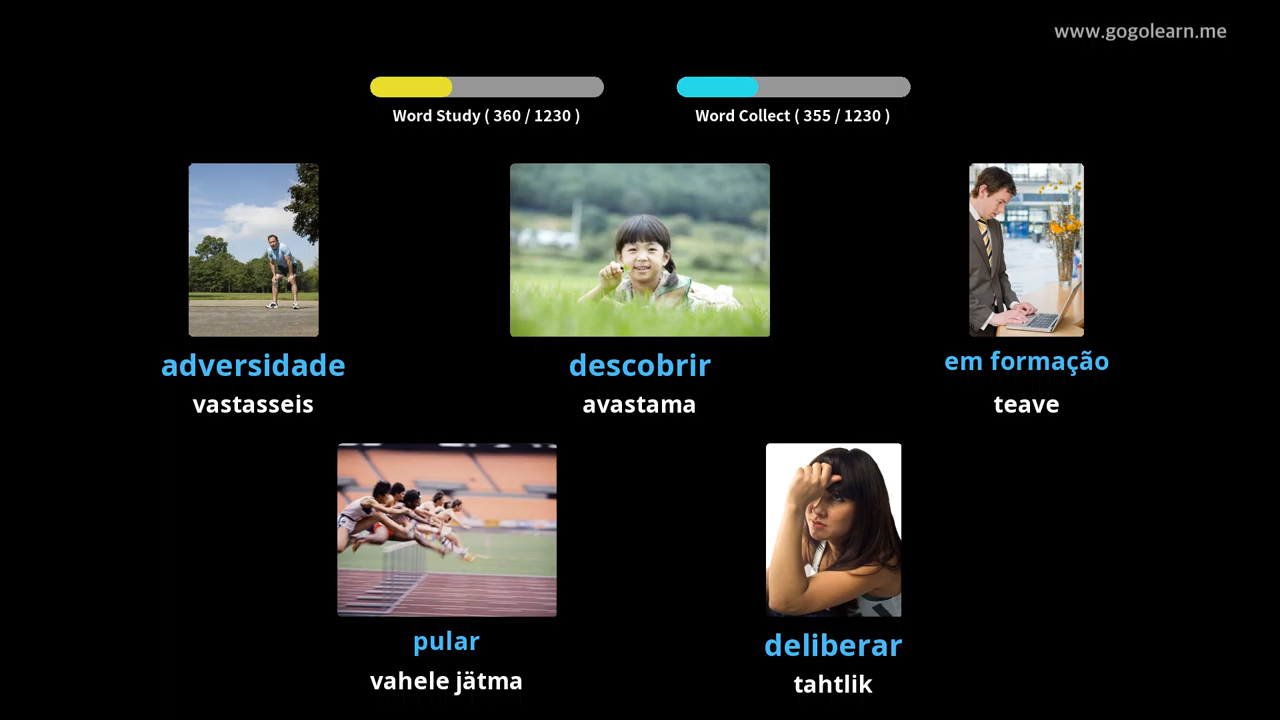 www.gogolearn.me
Word Study ( 360 / 1230 )
Word Collect ( 355 / 1230 )
adversidade
vastasseis
descobrir
avastama
em formação
teave
pular
vahele jätma
deliberar
tahtlik